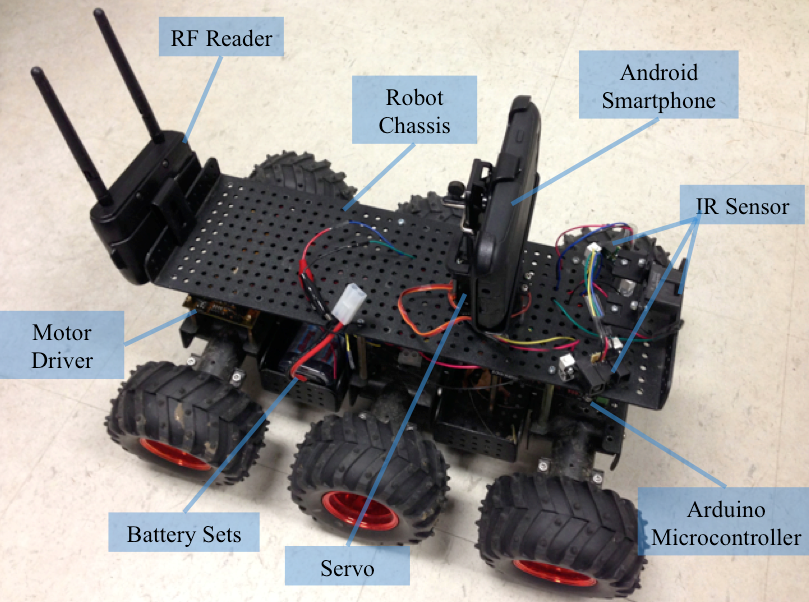 RF Reader
Robot
Chassis
Android
Smartphone
IR Sensor
Motor
Driver
Battery Sets
Servo
Arduino
Microcontroller